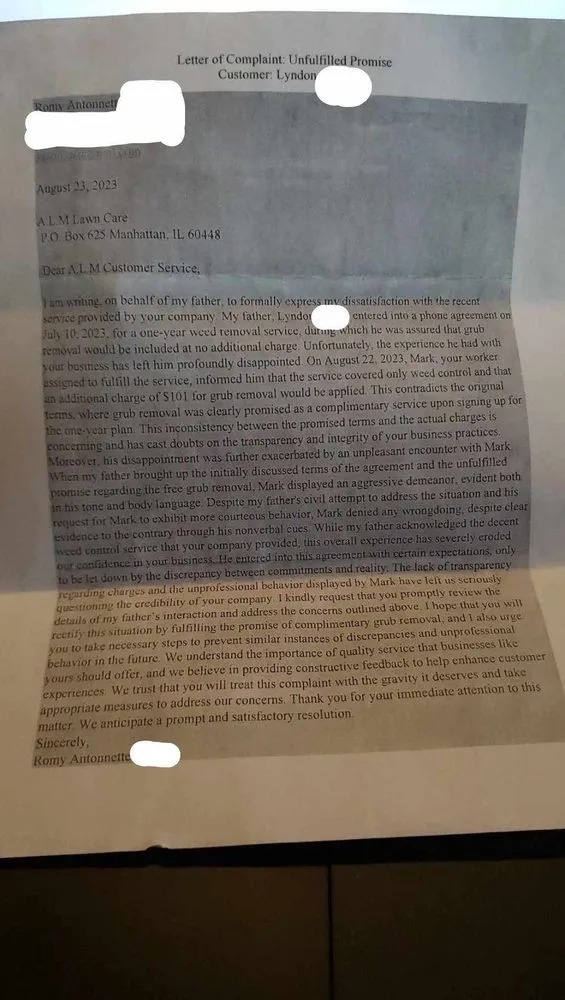 Letter of Complaint: Unfulfilled Promise
Customer: Lyndon
Romy Antonnett
August 23, 2023
A L M Lawn Care
P.O. Box 625 Manhattan, IL 60448
Dear A.L.M Customer Service,
I am writing, on behalf of my father, to formally express my dissatisfaction with the recent
service provided by your company. My father, Lyndo entered into a phone agreement on
July 10, 2023, for a one-year weed removal service, during which he was assured that grub
removal would be included at no additional charge. Unfortunately, the experience he had with
your business has left him profoundly disappointed. On August 22, 2023, Mark, your worker
assigned to fulfill the service, informed him that the service covered only weed control and that
an additional charge of $101 for grub removal would be applied. This contradicts the original
terms, where grub removal was clearly promised as a complimentary service upon signing up for
the one-year plan. This inconsistency between the promised terms and the actual charges is
concerning and has cast doubts on the transparency and integrity of your business practices.
Moreover, his disappointment was further exacerbated by an unpleasant encounter with Mark.
When my father brought up the initially discussed terms of the agreement and the unfulfilled
promise regarding the free grub removal, Mark displayed an aggressive demeanor, evident both
in his tone and body language. Despite my father's civil attempt to address the situation and his
request for Mark to exhibit more courteous behavior, Mark denied any wrongdoing, despite clear
evidence to the contrary through his nonverbal cues. While my father acknowledged the decent
weed control service that your company provided, this overall experience has severely eroded
our confidence in your business. He entered into this agreement with certain expectations, only
to be let down by the discrepancy between commitments and reality. The lack of transparency
regarding charges and the unprofessional behavior displayed by Mark have left us seriously
questioning the credibility of your company. I kindly request that you promptly review the
details of my father's interaction and address the concerns outlined above. I hope that you will
rectify this situation by fulfilling the promise of complimentary grub removal, and I also urge
you to take necessary steps to prevent similar instances of discrepancies and unprofessional
behavior in the future. We understand the importance of quality service that businesses like
yours should offer, and we believe in providing constructive feedback to help enhance customer
experiences. We trust that you will treat this complaint with the gravity it deserves and take
appropriate measures to address our concerns. Thank you for your immediate attention to this
matter. We anticipate a prompt and satisfactory resolution.
Sincerely,
Romy Antonnette